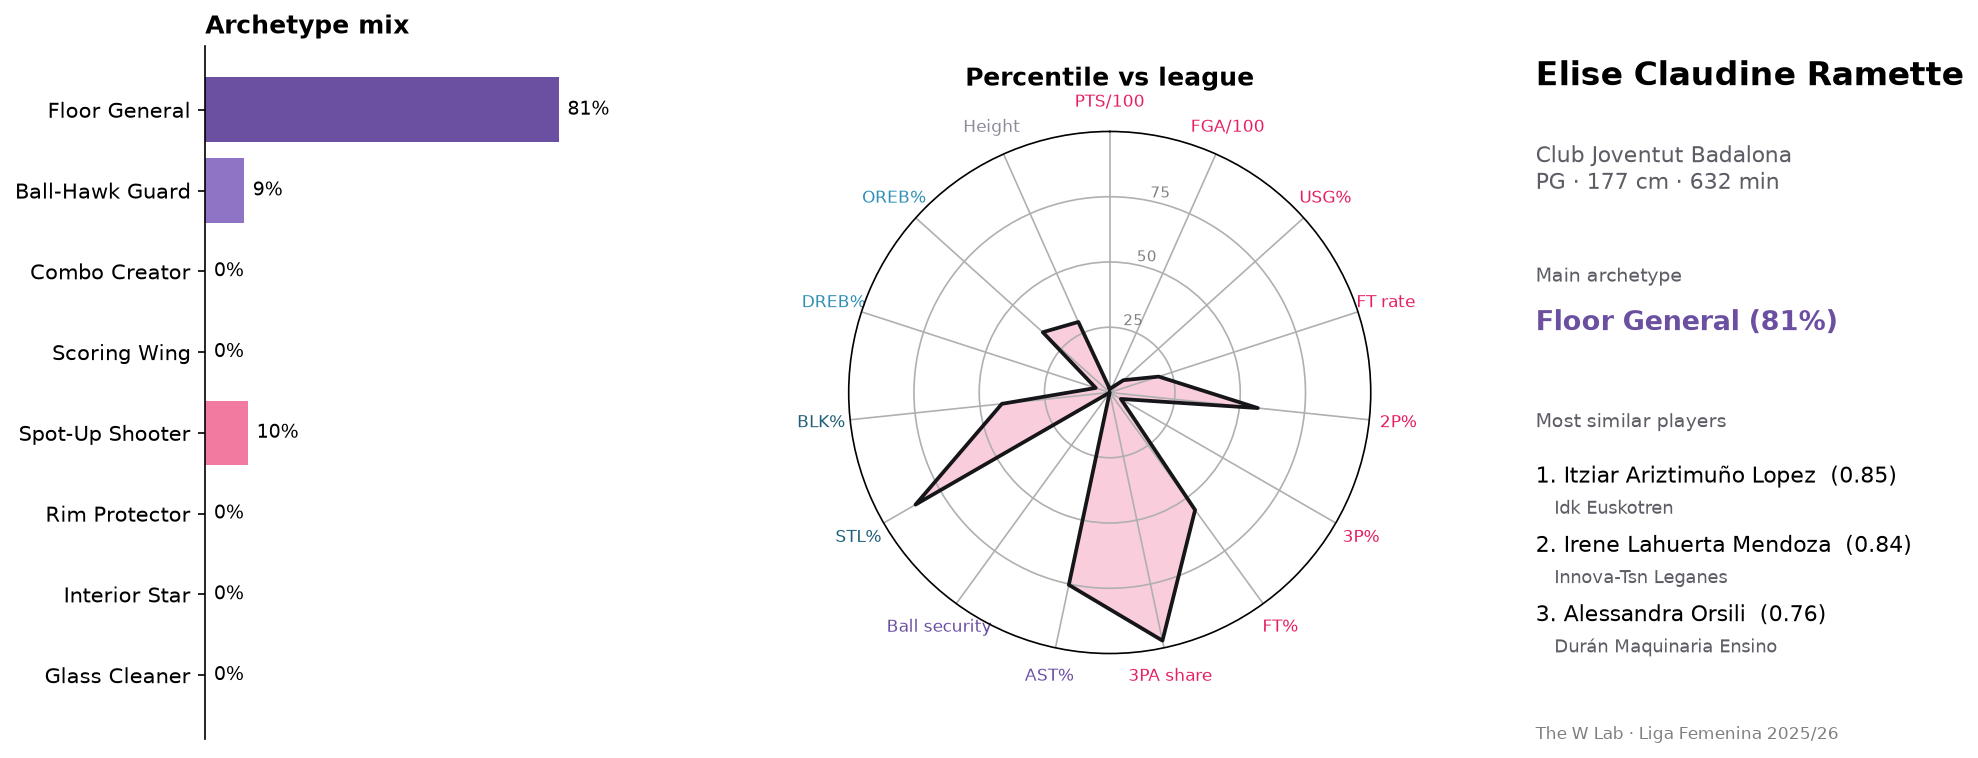 Archetype mix
Floor General
81%
Ball-Hawk Guard
9%
Combo Creator
0%
Scoring Wing
0%
Spot-Up Shooter
10%
Rim Protector
0%
Interior Star
0%
Glass Cleaner
0%
Percentile vs league
PTS/100
FGA/100
USG%
FT rate
2P%
3P%
FT%
3PA share
AST%
Ball security
STL%
BLK%
DREB%
OREB%
Height
75
50
25
Elise Claudine Ramette
Club Joventut Badalona
PG · 177 cm · 632 min
Main archetype
Floor General (81%)
Most similar players
1. Itziar Ariztimuño Lopez (0.85)
Idk Euskotren
2. Irene Lahuerta Mendoza (0.84)
Innova-Tsn Leganes
3. Alessandra Orsili (0.76)
Durán Maquinaria Ensino
The W Lab · Liga Femenina 2025/26